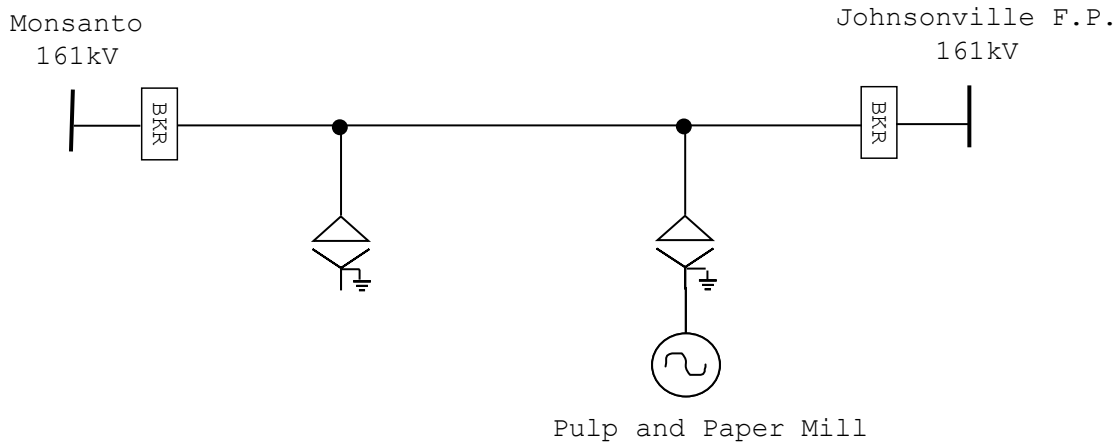 Monsanto
161kV
Johnsonville F.P.
161kV
BKR
BKR
Pulp and Paper Mill